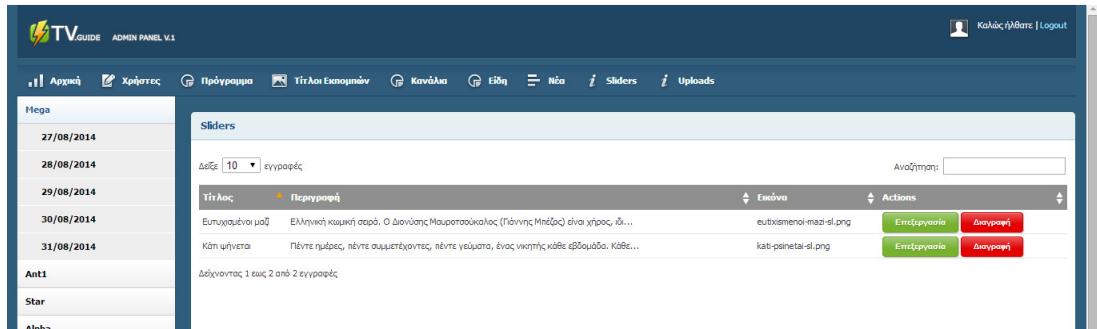 TV.GUIDE ADMIN PANEL V.1
Καλώς ήλθατε | Logout
Αρχική Χρήστες Πρόγραμμα Τίτλοι Εκπομπών Κανάλια Είδη Νέα Sliders Uploads
Mega
27/08/2014
28/08/2014
29/08/2014
30/08/2014
31/08/2014
Ant1
Star
Alpha
Sliders
Δείξε 10 εγγραφές
Αναζήτηση:
Τίτλος Περιγραφή Εικόνα Actions
Ευτυχισμένοι μαζί Ελληνική κωμική σειρά. Ο Διονύσης Μαυροτσούκαλος (Γιάννης Μπέζος) είναι χήρος, ιδι... eutixismenoi-mazi-sl.png Επεξεργασία Διαγραφή
Κάτι ψήνεται Πέντε ημέρες, πέντε συμμετέχοντες, πέντε γεύματα, ένας νικητής κάθε εβδομάδα. Κάθε... kati-psinetai-sl.png Επεξεργασία Διαγραφή
Δείχνοντας 1 εως 2 από 2 εγγραφές